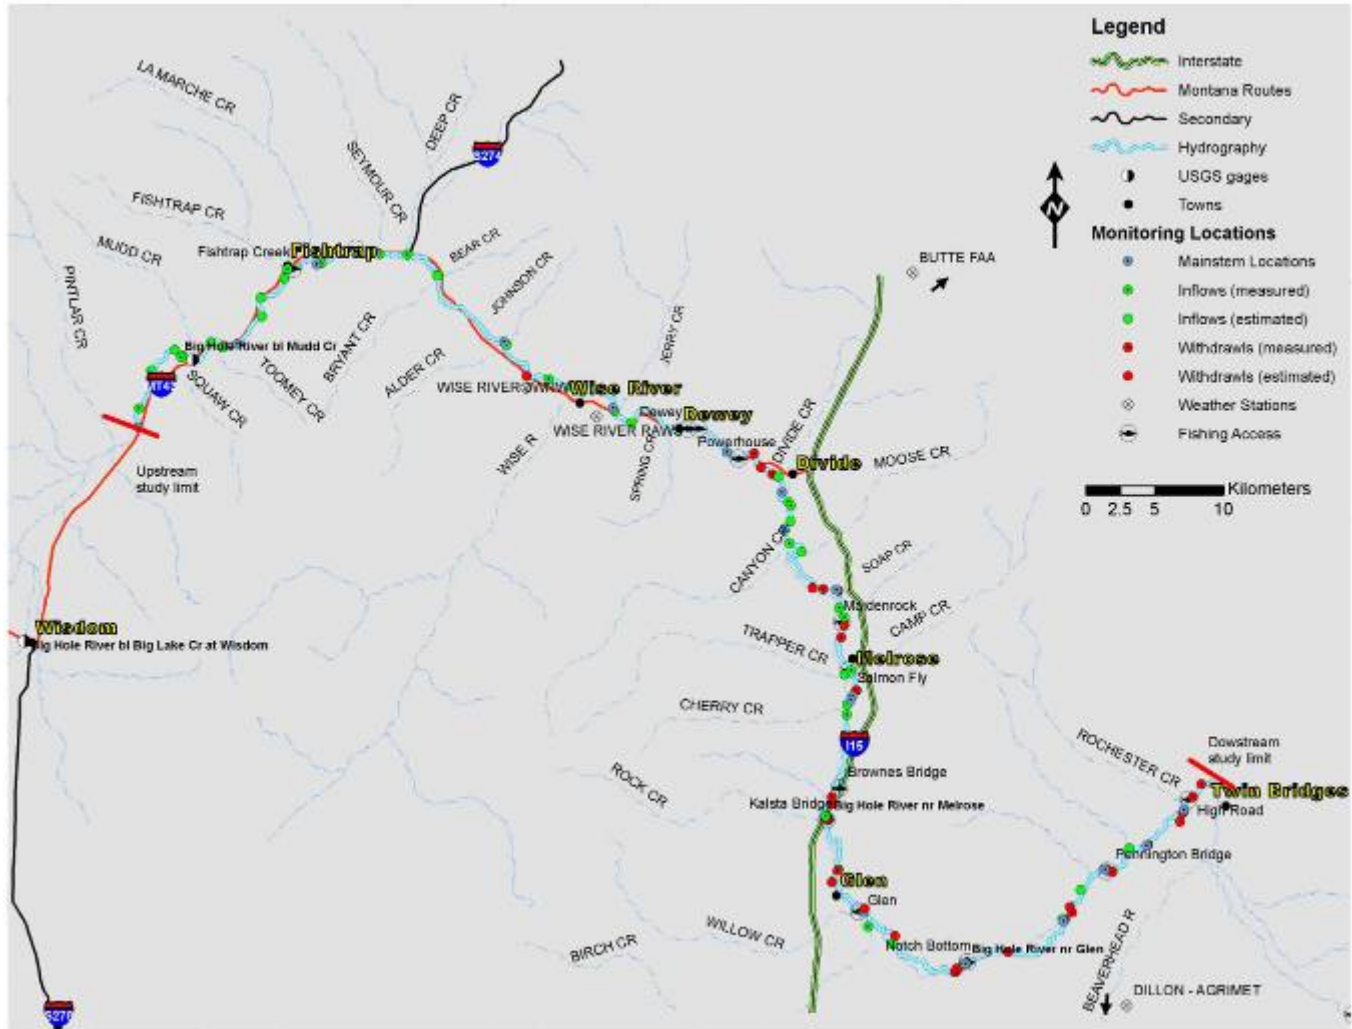 Legend
Interstate
Montana Routes
Secondary
Hydrography
USGS gages
Towns
Monitoring Locations
Mainstem Locations
Inflows (measured)
Inflows (estimated)
Withdrawls (measured)
Withdrawls (estimated)
Weather Stations
Fishing Access
Kilometers
0 2.5 5 10
N
LA MARCHE CR
DEEP CR
SEYMOUR CR
S274
FISHTRAP CR
MUDD CR
Fishtrap Creek
Fishtrap
BEAR CR
JOHNSON CR
PINTLAR CR
BUTTE FAA
JERRY CR
Big Hole River bl Mudd Cr
TOOMEY CR
BRYANT CR
ALDER CR
SQUAW CR
MT43
WISE RIVER
Wise River
WISE RIVER RAWS
Dewey
Dewey
Powerhouse
DIVIDE CR
Divide
MOOSE CR
WISE R
SPRING CR
Upstream
study limit
CANYON CR
SOAP CR
Maidenrock
CAMP CR
TRAPPER CR
Melrose
Salmon Fly
Wisdom
Big Hole River bl Big Lake Cr at Wisdom
CHERRY CR
I15
ROCHESTER CR
Dowstream
study limit
Brownes Bridge
ROCK CR
Kalsta Bridge
Big Hole River nr Melrose
Twin Bridges
High Road
Pennington Bridge
Glen
Glen
WILLOW CR
BIRCH CR
Notch Bottom
Big Hole River nr Glen
BEAVERHEAD R
DILLON - AGRIMET
S278